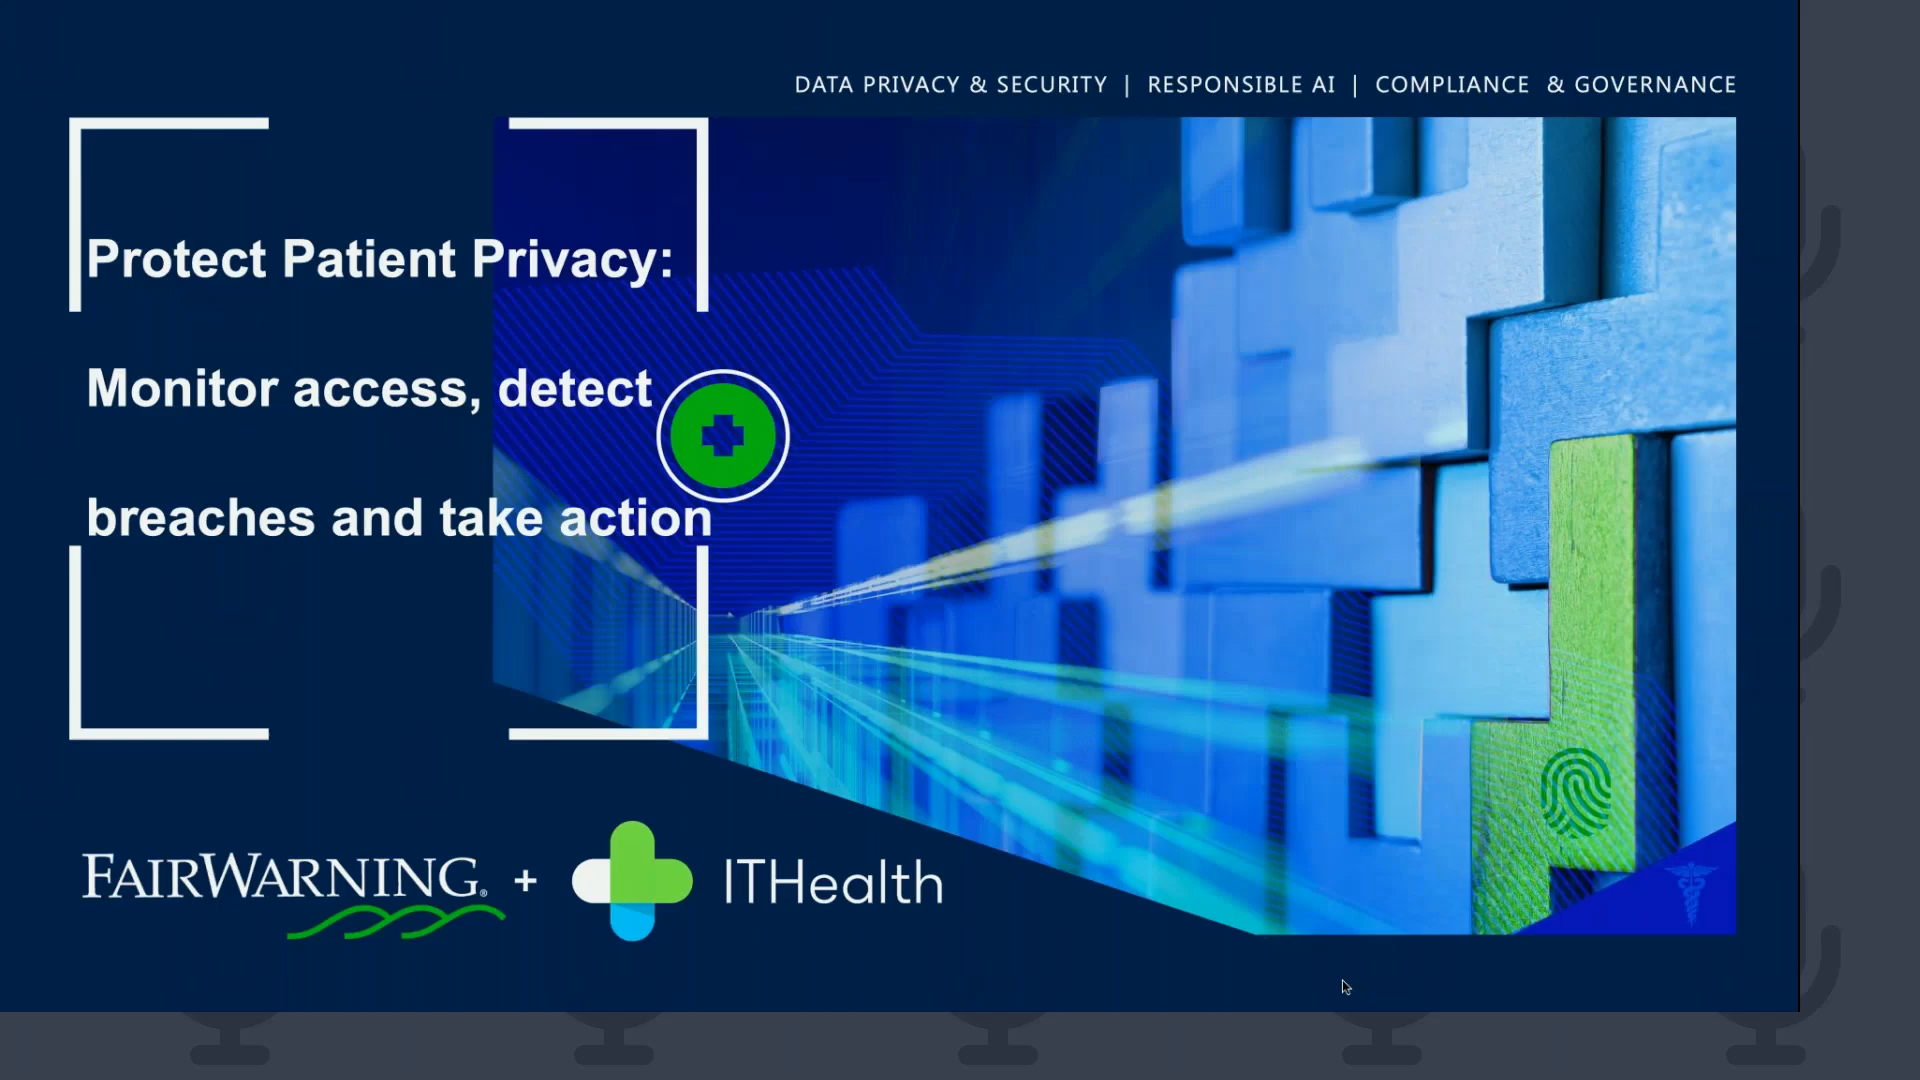 DATA PRIVACY & SECURITY | RESPONSIBLE AI | COMPLIANCE & GOVERNANCE
Protect Patient Privacy:
Monitor access, detect
breaches and take action
FAIRWARNING® + ITHealth